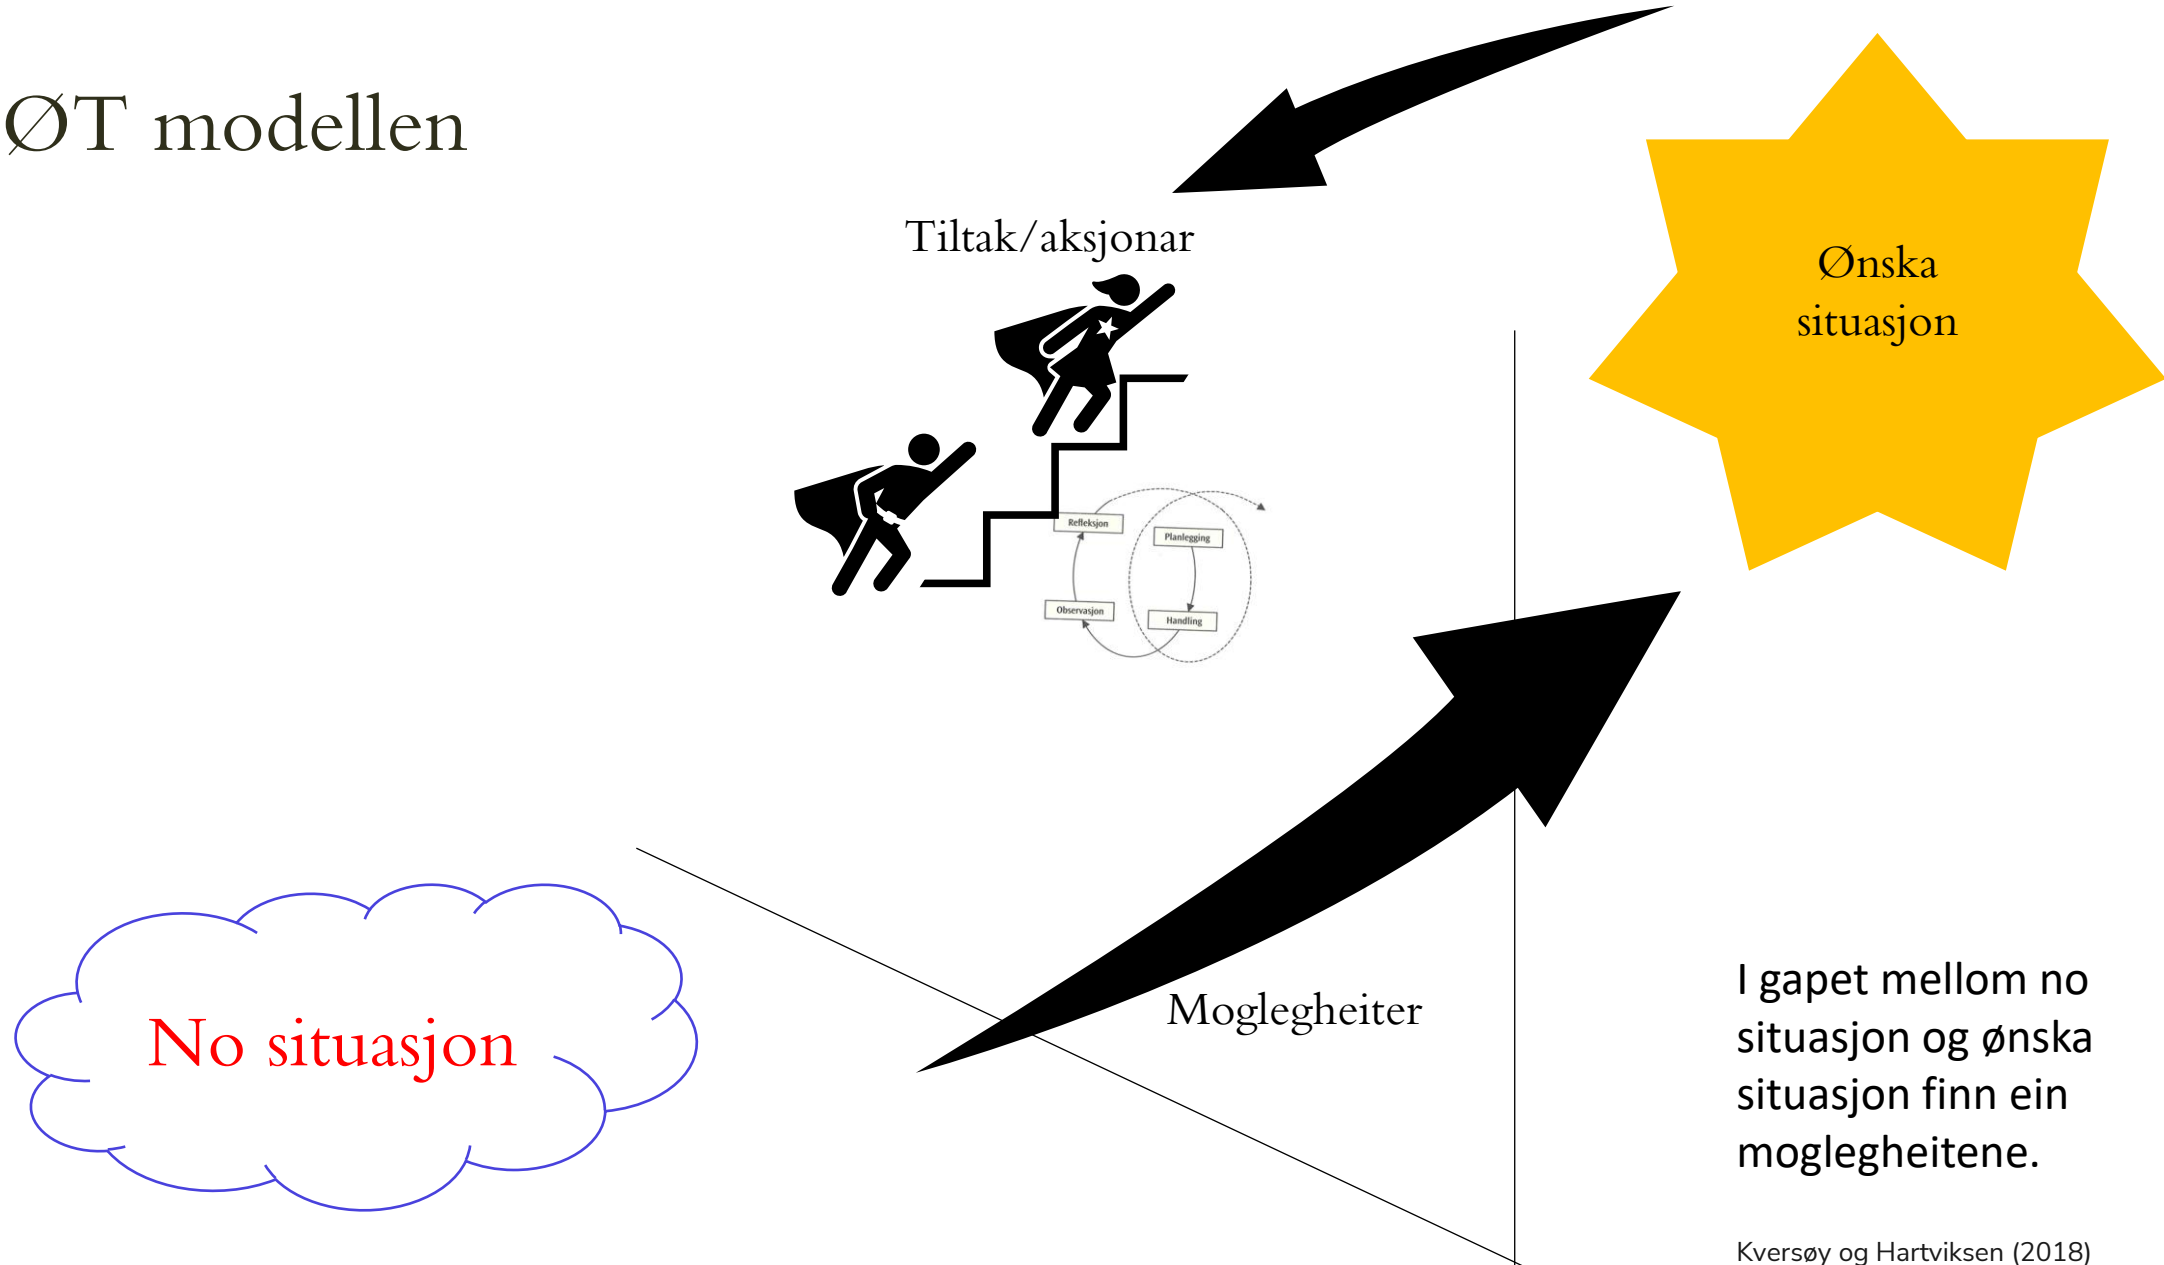 ØT modellen
Tiltak/aksjonar
Ønska
situasjon
Refleksjon
Planlegging
Observasjon
Handling
No situasjon
Moglegheiter
I gapet mellom no
situasjon og ønska
situasjon finn ein
moglegheitene.
Kversøy og Hartviksen (2018)